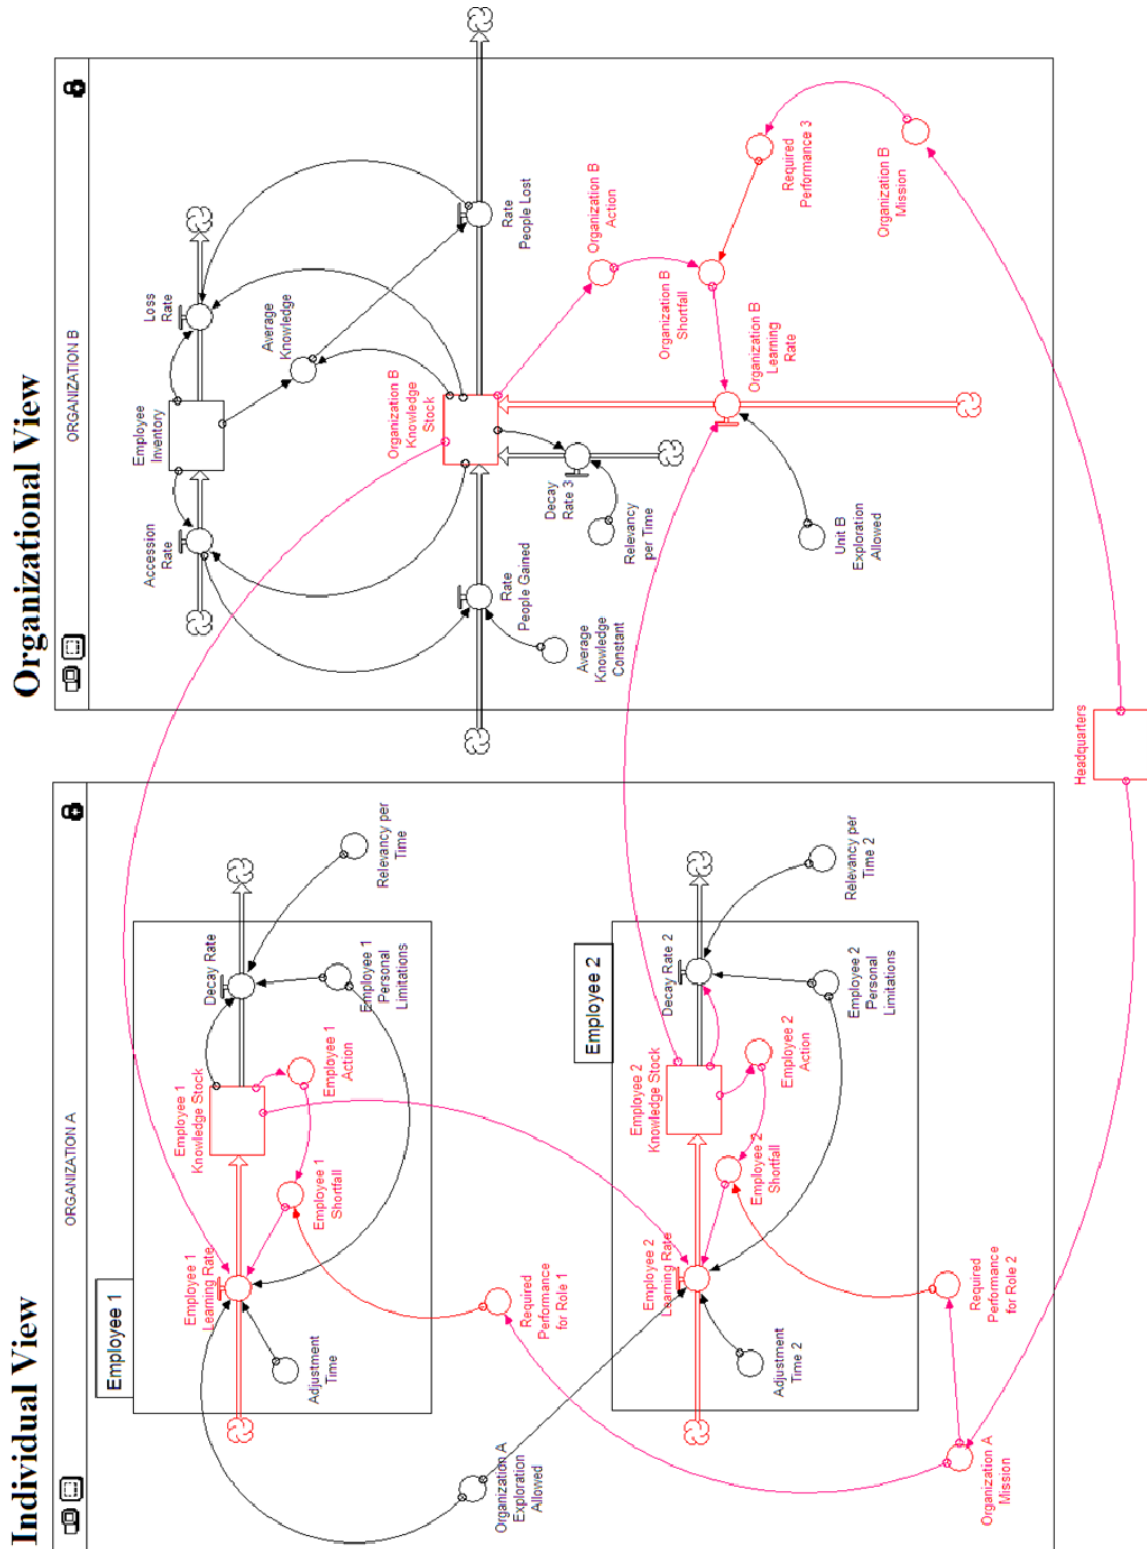 Individual View
Organizational View
ORGANIZATION A
Employee 1
Employee 1
Learning Rate
Employee 1
Knowledge Stock
Decay Rate
Adjustment
Time
Employee 1
Shortfall
Employee 1
Action
Employee 1
Personal
Limitations
Relevancy per
Time
Organization A
Exploration
Allowed
Required
Performance
for Role 1
Employee 2
Employee 2
Learning Rate
Employee 2
Knowledge Stock
Decay Rate 2
Adjustment
Time 2
Employee 2
Shortfall
Employee 2
Action
Employee 2
Personal
Limitations
Relevancy per
Time 2
Organization A
Mission
Required
Performance
for Role 2
Headquarters
ORGANIZATION B
Accession
Rate
Employee
Inventory
Loss
Rate
Average
Knowledge
Organization B
Knowledge
Stock
Rate
People Gained
Rate
People Lost
Average
Knowledge
Constant
Decay
Rate 3
Relevancy
per Time
Organization B
Action
Organization B
Shortfall
Organization B
Learning
Rate
Required
Performance 3
Unit B
Exploration
Allowed
Organization B
Mission